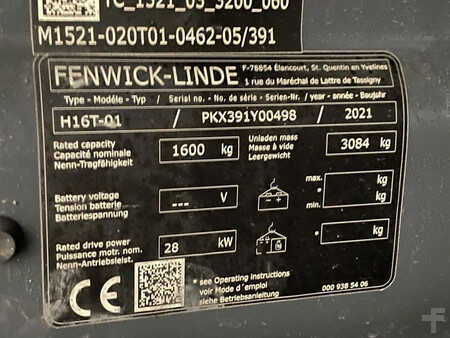 TC_1521_05_3200_060
M1521-020T01-0462-05/391
FENWICK-LINDE F-78854 Élancourt, St. Quentin en Yvelines
1 rue du Maréchal de Lattre de Tassigny
Type - Modéle - Typ / Serial no. - No. de série - Serien-Nr. / year - année - Baujahr
H16T-01 / PKX391Y00498 / 2021
Rated capacity
Capacité nominale
Nenn-Tragfähigkeit
1600 kg
Unladen mass
Masse à vide
Leergewicht
3084 kg
Battery voltage
Tension batterie
Batteriespannung
--- V
max.
* kg
min.
* kg
Rated drive power
Puissance motr. nom.
Nenn-Antriebsleist.
28 kW
* kg
CE
* see Operating instructions
voir Mode d'emploi
siehe Betriebsanleitung
000 938 54 06